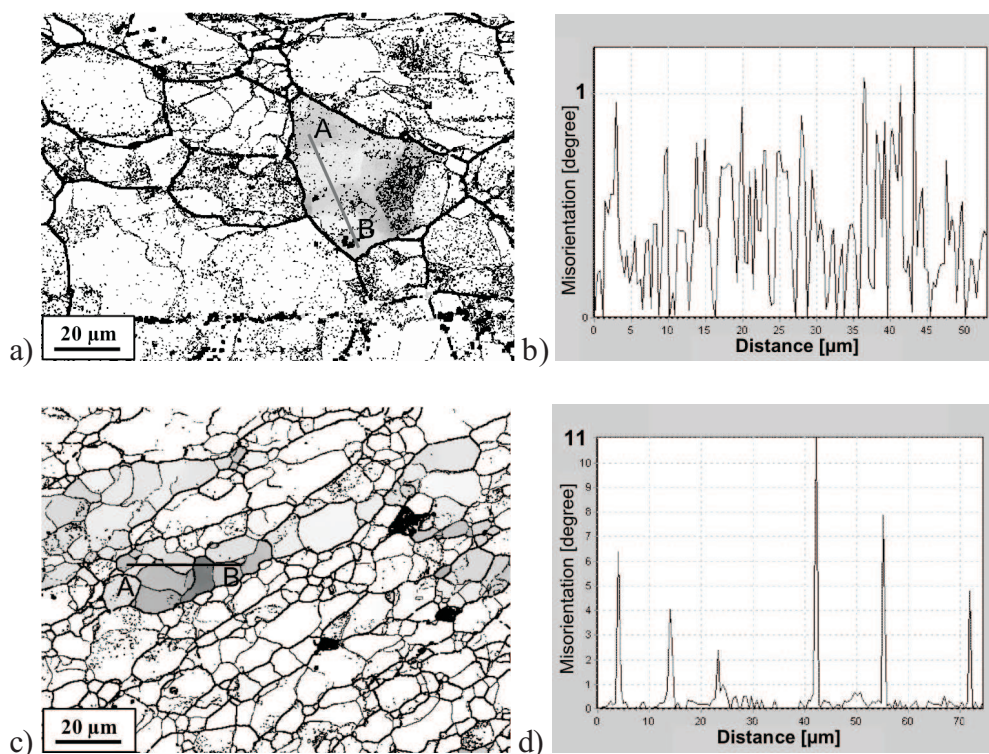 a)
A
B
20 µm
b)
Misorientation [degree]
1
0
0 5 10 15 20 25 30 35 40 45 50
Distance [µm]
c)
A
B
20 µm
d)
Misorientation [degree]
11
10
9
8
7
6
5
4
3
2
1
0
0 10 20 30 40 50 60 70
Distance [µm]